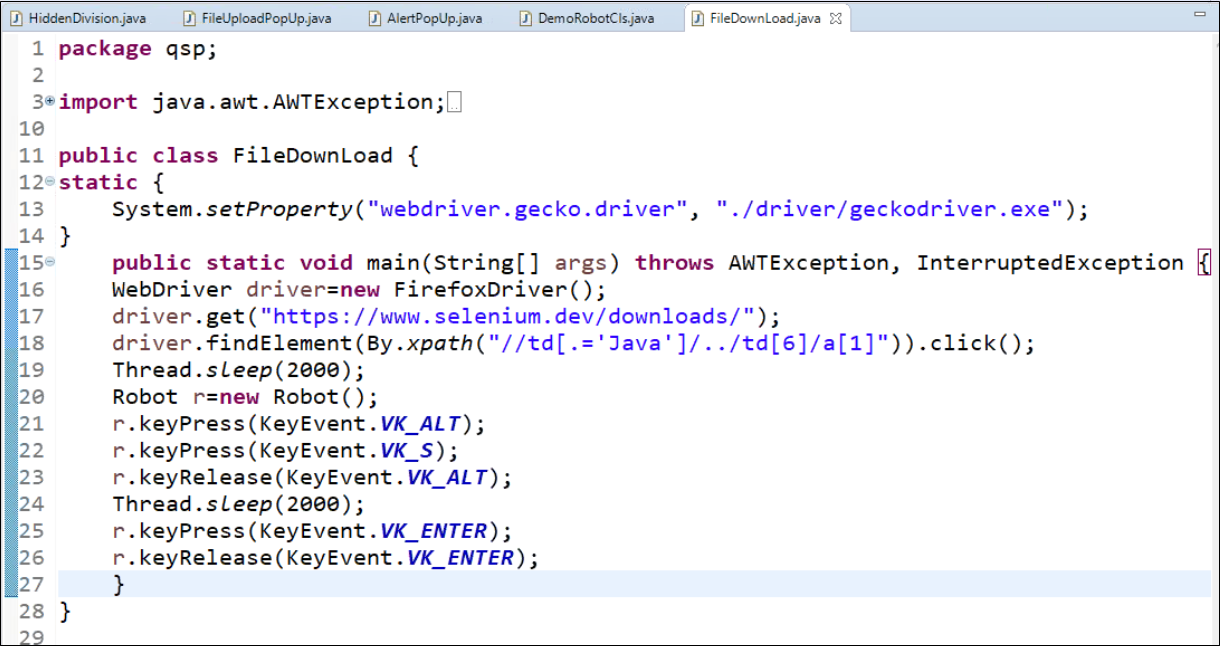 HiddenDivision.java FileUploadPopUp.java AlertPopUp.java DemoRobotCls.java FileDownLoad.java
1 package qsp;
2
3 import java.awt.AWTException;
10
11 public class FileDownLoad {
12 static {
13 System.setProperty("webdriver.gecko.driver", "./driver/geckodriver.exe");
14 }
15 public static void main(String[] args) throws AWTException, InterruptedException {
16 WebDriver driver=new FirefoxDriver();
17 driver.get("https://www.selenium.dev/downloads/");
18 driver.findElement(By.xpath("//td[.='Java']/../td[6]/a[1]")).click();
19 Thread.sleep(2000);
20 Robot r=new Robot();
21 r.keyPress(KeyEvent.VK_ALT);
22 r.keyPress(KeyEvent.VK_S);
23 r.keyRelease(KeyEvent.VK_ALT);
24 Thread.sleep(2000);
25 r.keyPress(KeyEvent.VK_ENTER);
26 r.keyRelease(KeyEvent.VK_ENTER);
27 }
28 }
29